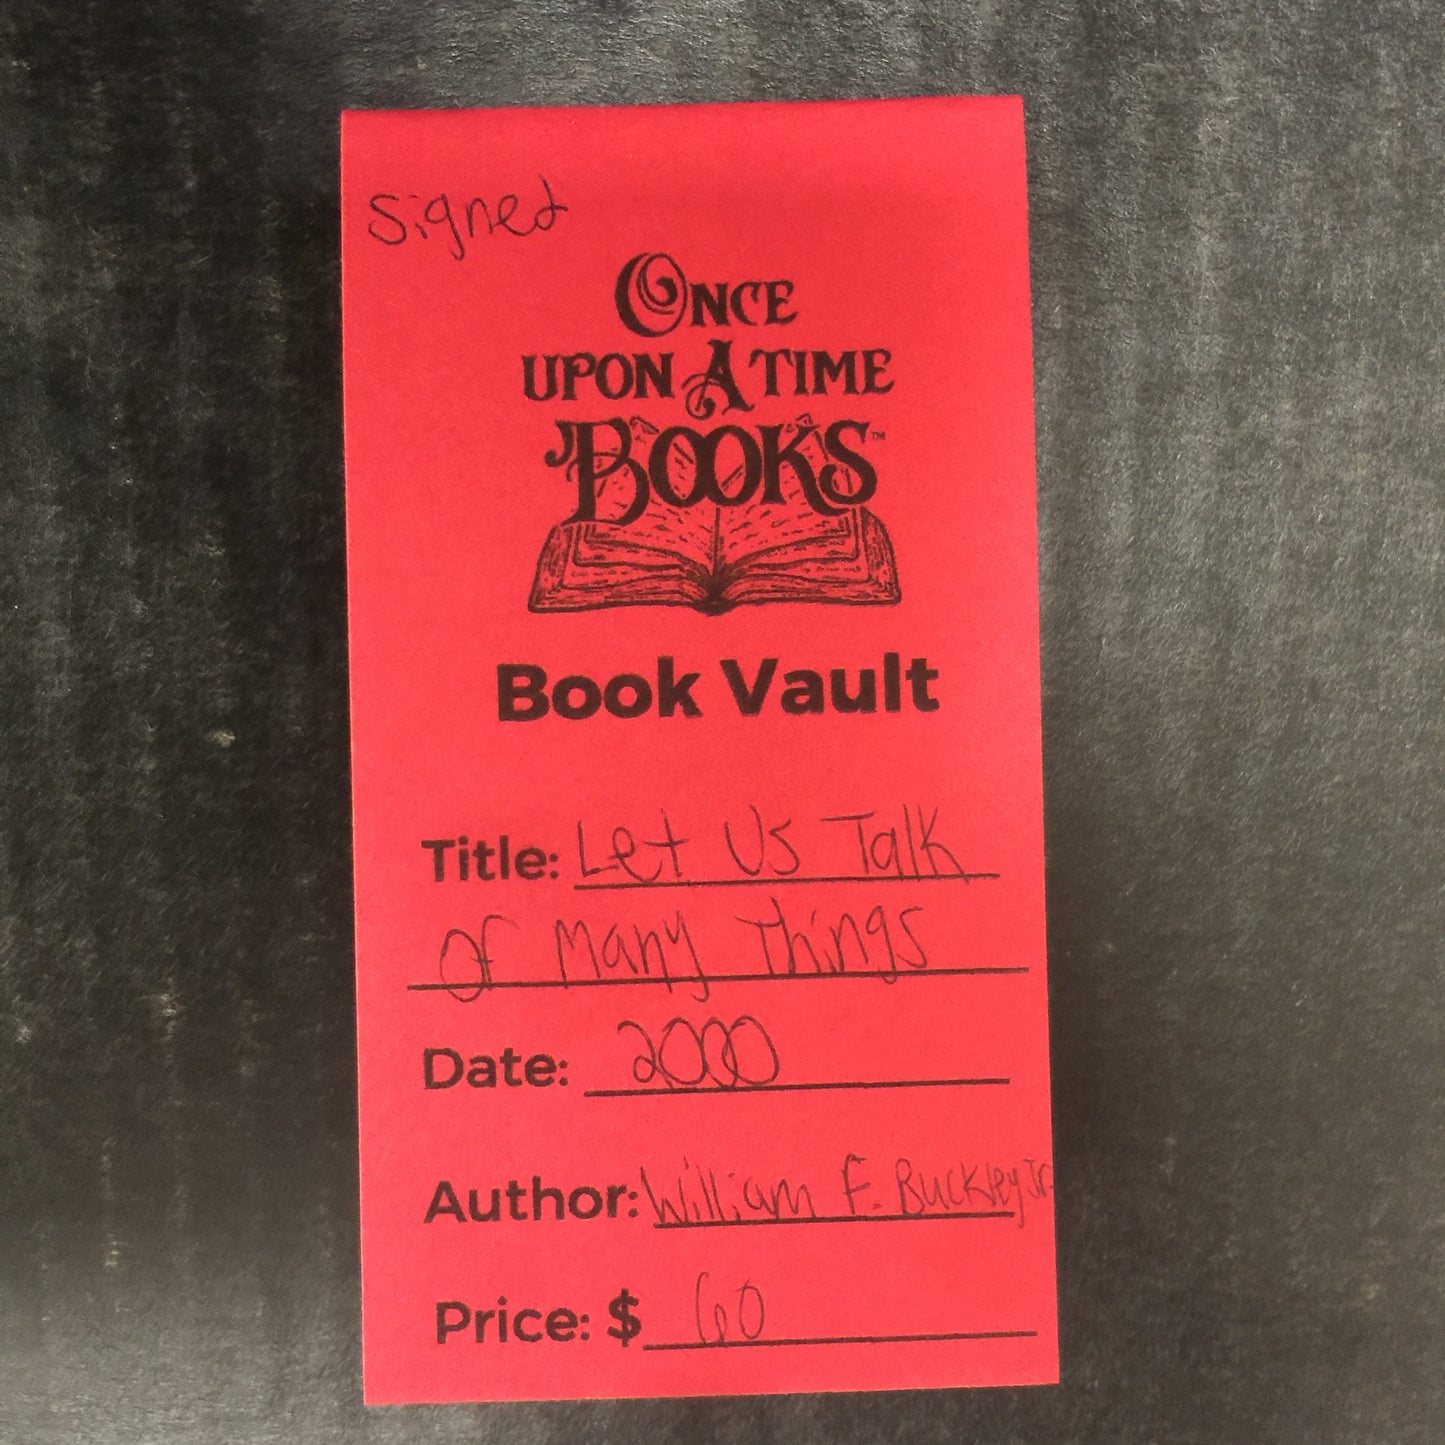 Signed
ONCE
UPON A TIME
BOOKS™
Book Vault
Title: Let Us Talk
Of Many Things
Date: 2000
Author: William F. Buckley Jr.
Price: $ 60